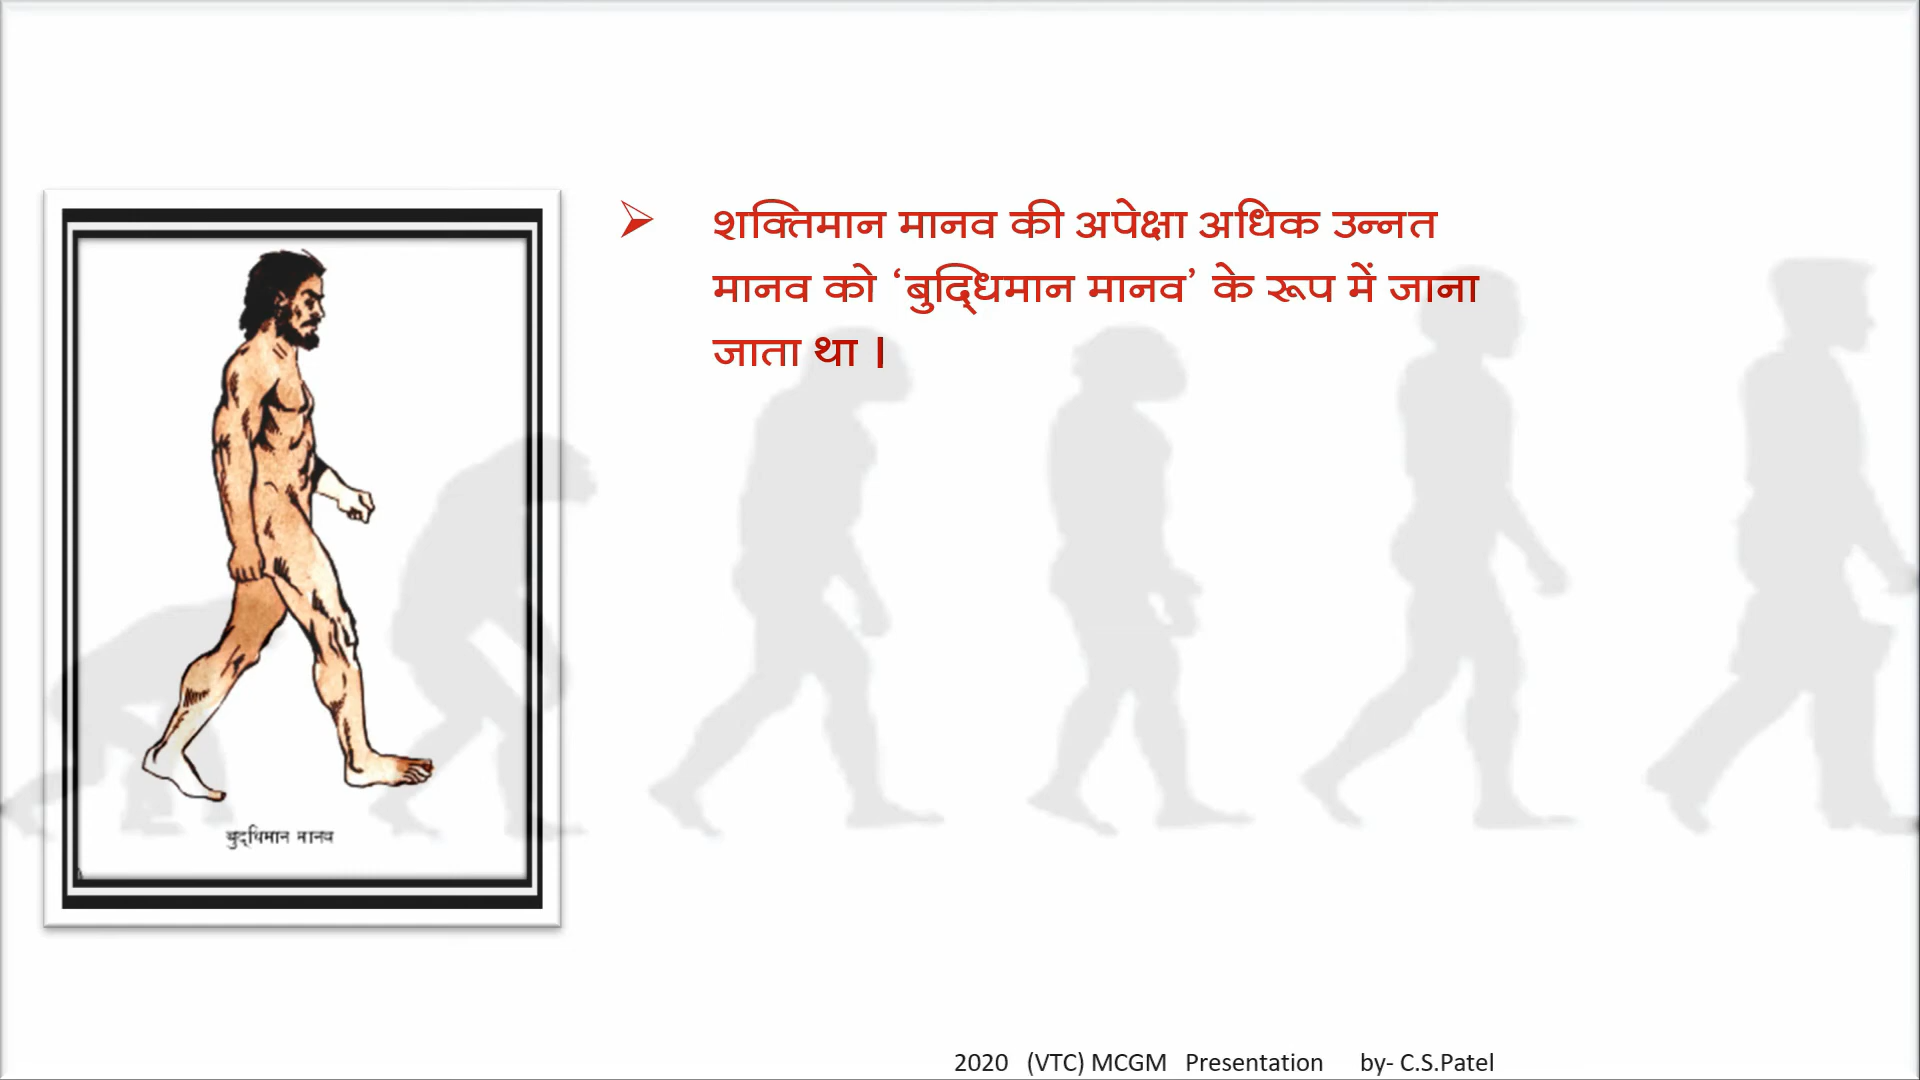 शक्तिमान मानव की अपेक्षा अधिक उन्नत
मानव को ‘बुद्‍धिमान मानव’ के रूप में जाना
जाता था ।
बुद्‍धिमान मानव
2020 (VTC) MCGM Presentation by- C.S.Patel